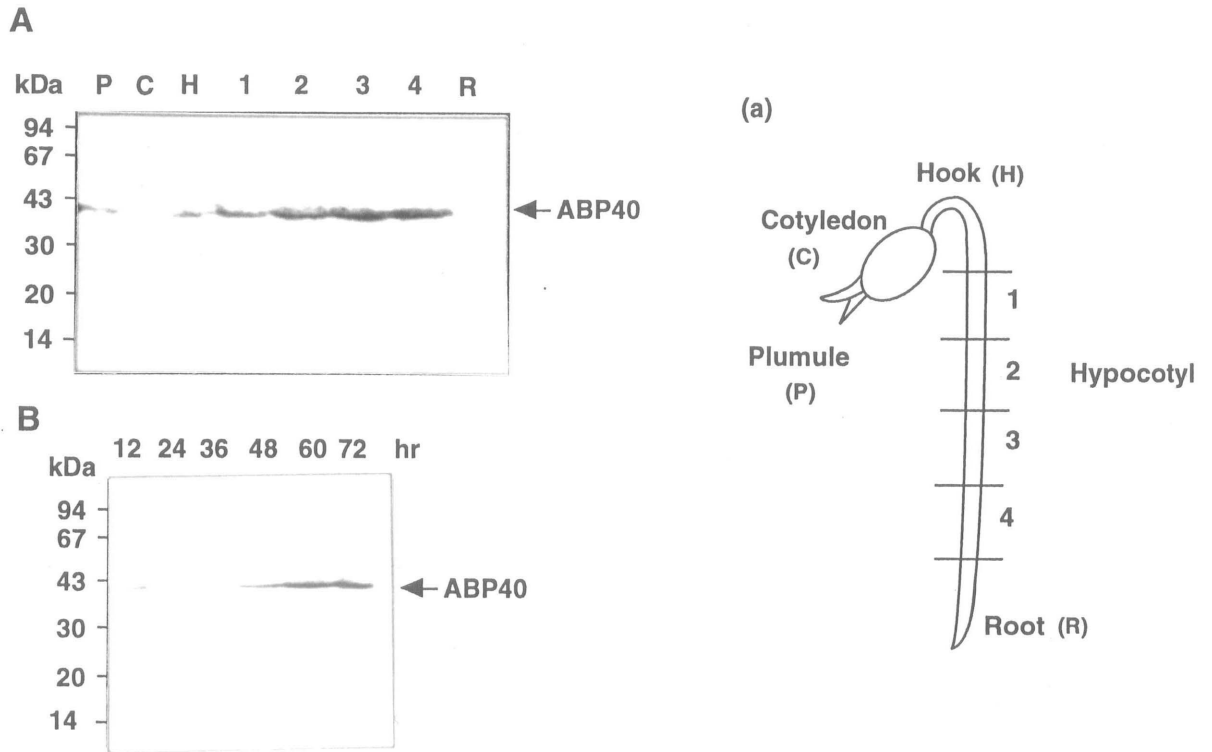 A
kDa P C H 1 2 3 4 R
94
67
43
30
20
14
ABP40
B
12 24 36 48 60 72 hr
kDa
94
67
43
30
20
14
ABP40
(a)
Hook (H)
Cotyledon
(C)
Plumule
(P)
1
2
3
4
Hypocotyl
Root (R)